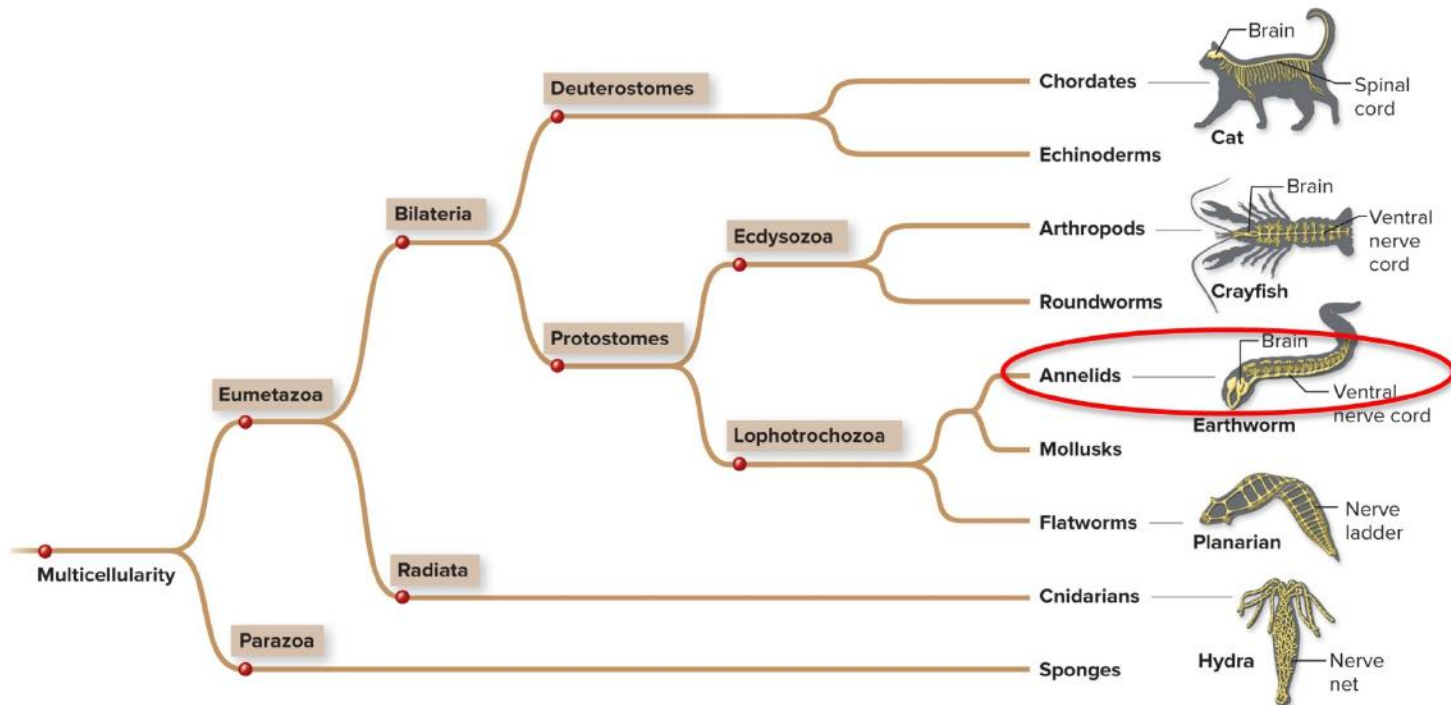 Brain
Deuterostomes
Chordates
Spinal
cord
Cat
Echinoderms
Brain
Bilateria
Ecdysozoa
Arthropods
Ventral
nerve
cord
Crayfish
Roundworms
Protostomes
Brain
Annelids
Eumetazoa
Ventral
nerve cord
Earthworm
Lophotrochozoa
Mollusks
Nerve
ladder
Flatworms
Planarian
Multicellularity
Radiata
Cnidarians
Parazoa
Sponges
Hydra
Nerve
net